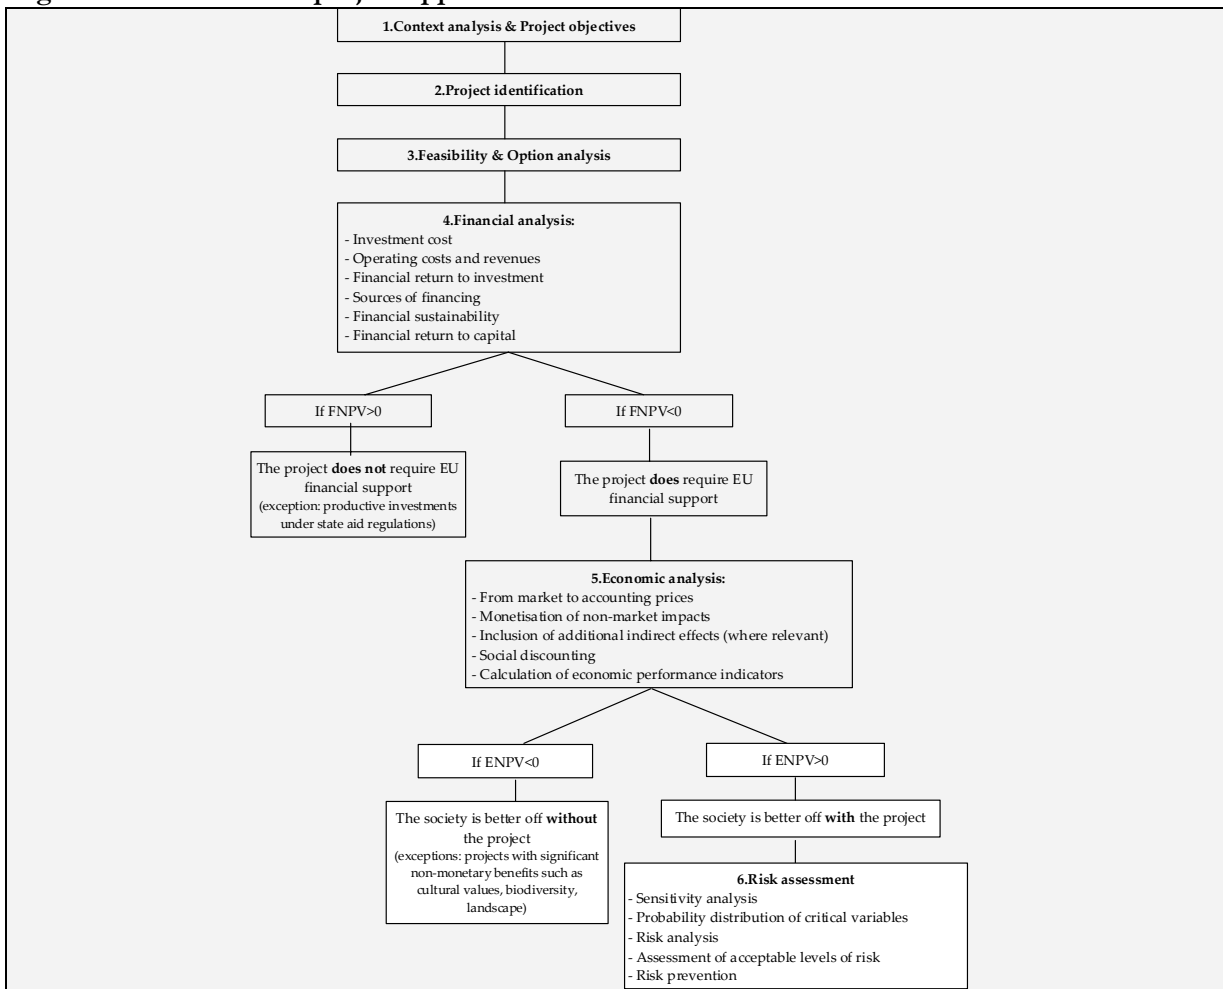 1.Context analysis & Project objectives
2.Project identification
3.Feasibility & Option analysis
4.Financial analysis:
- Investment cost
- Operating costs and revenues
- Financial return to investment
- Sources of financing
- Financial sustainability
- Financial return to capital
If FNPV>0
If FNPV<0
The project does not require EU
financial support
(exception: productive investments
under state aid regulations)
The project does require EU
financial support
5.Economic analysis:
- From market to accounting prices
- Monetisation of non-market impacts
- Inclusion of additional indirect effects (where relevant)
- Social discounting
- Calculation of economic performance indicators
If ENPV<0
If ENPV>0
The society is better off without
the project
(exceptions: projects with significant
non-monetary benefits such as
cultural values, biodiversity,
landscape)
The society is better off with the project
6.Risk assessment
- Sensitivity analysis
- Probability distribution of critical variables
- Risk analysis
- Assessment of acceptable levels of risk
- Risk prevention